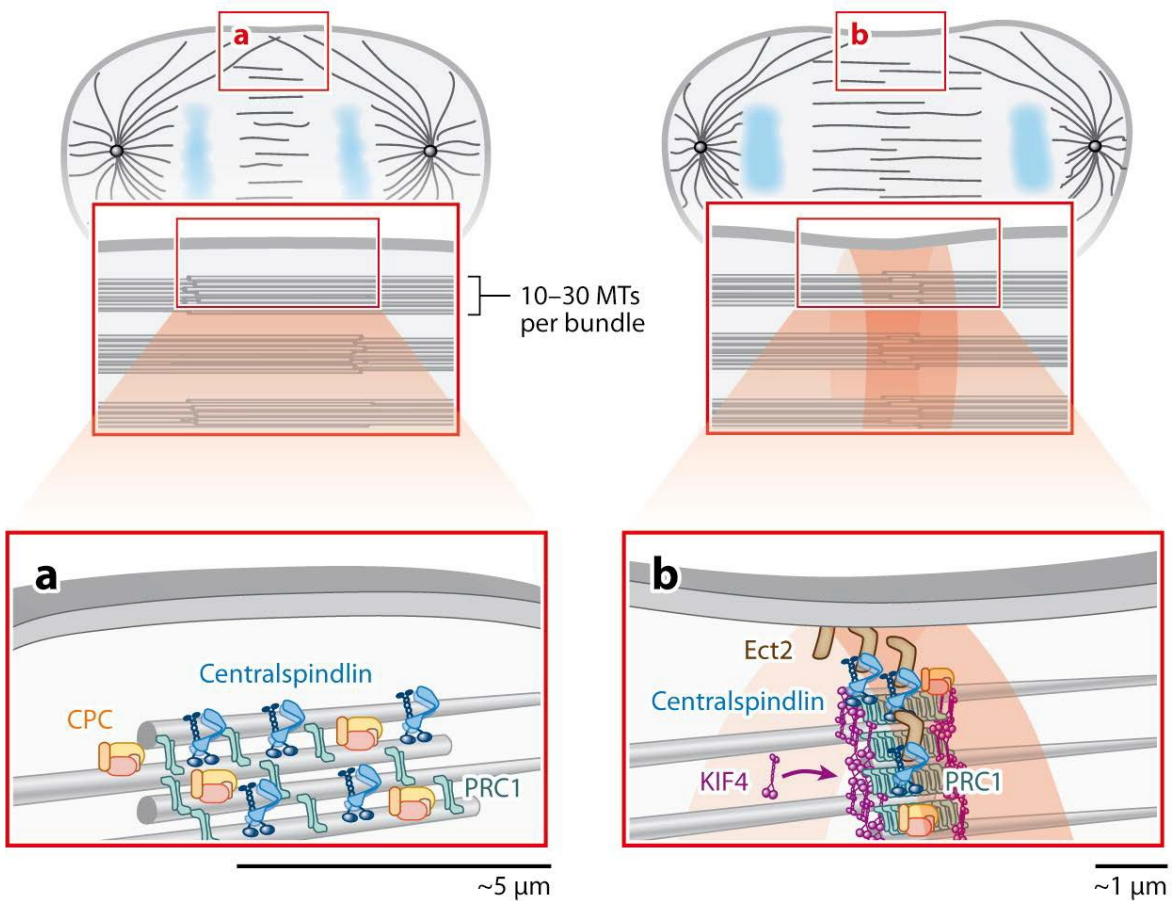 a
b
10–30 MTs
per bundle
a
Centralspindlin
CPC
PRC1
~5 μm
b
Ect2
Centralspindlin
KIF4
PRC1
~1 μm